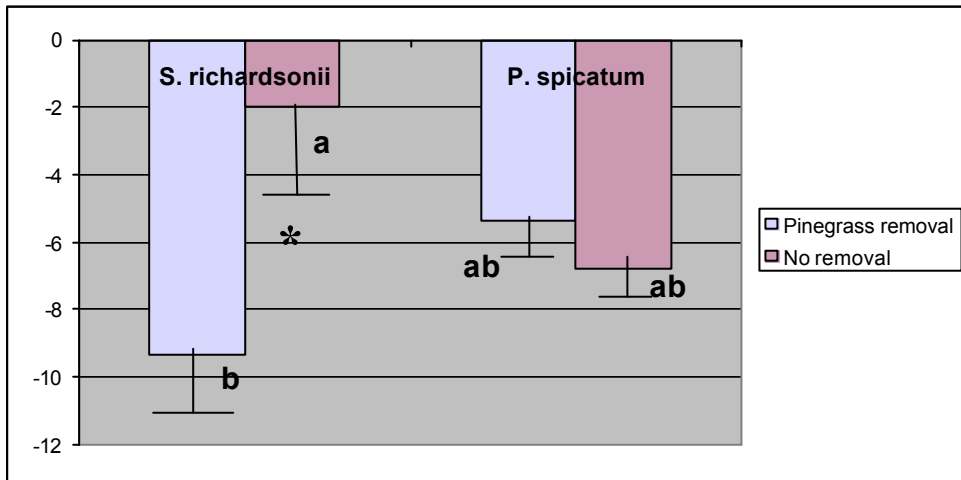 0
-2
-4
-6
-8
-10
-12
S. richardsonii
P. spicatum
a
*
b
ab
ab
Pinegrass removal
No removal